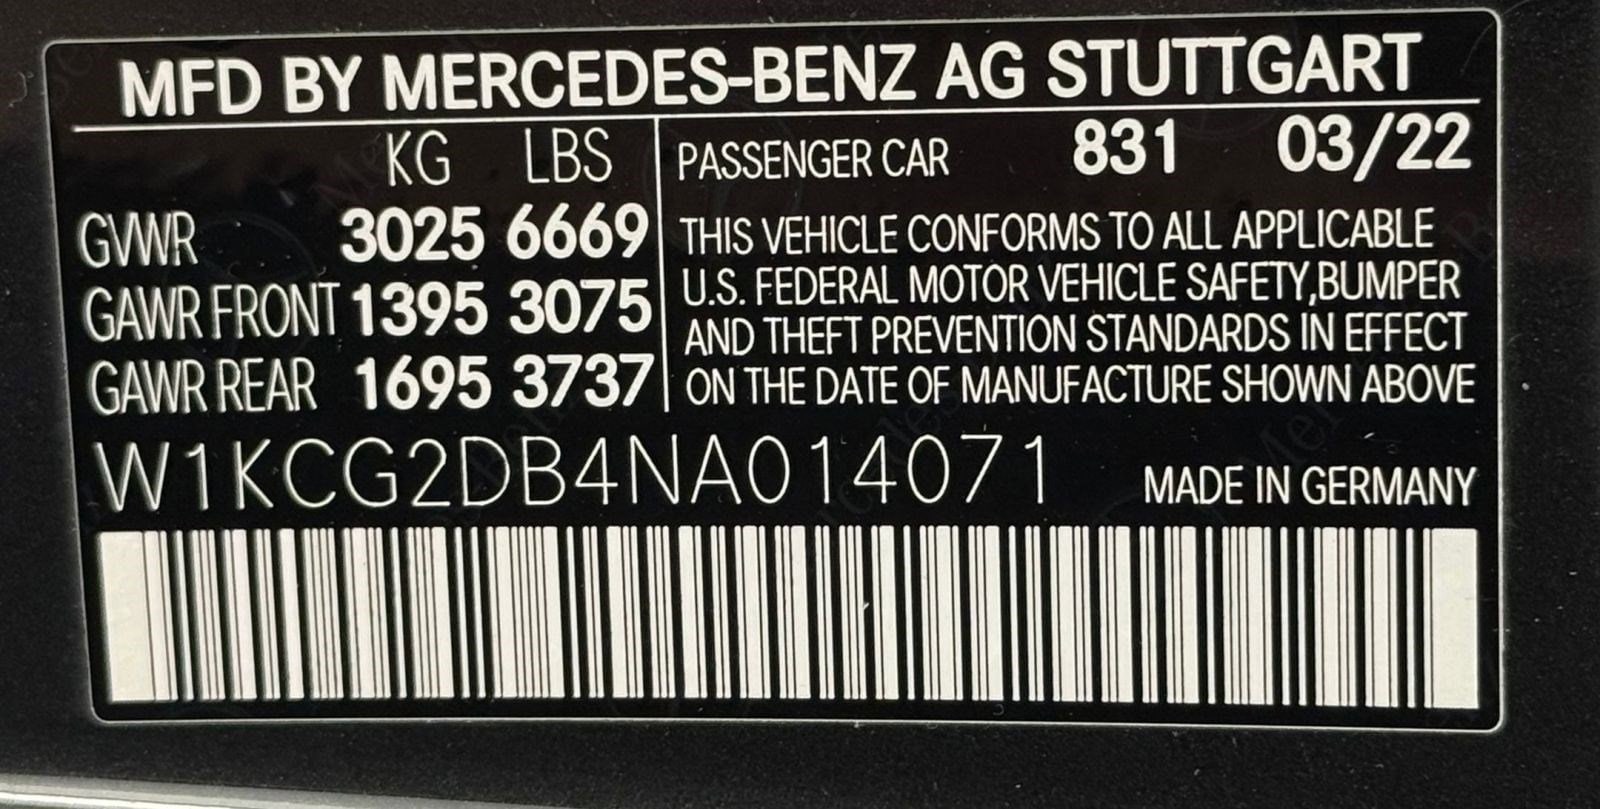 MFD BY MERCEDES-BENZ AG STUTTGART
KG LBS
GVWR 3025 6669
GAWR FRONT 1395 3075
GAWR REAR 1695 3737
PASSENGER CAR 831 03/22
THIS VEHICLE CONFORMS TO ALL APPLICABLE
U.S. FEDERAL MOTOR VEHICLE SAFETY,BUMPER
AND THEFT PREVENTION STANDARDS IN EFFECT
ON THE DATE OF MANUFACTURE SHOWN ABOVE
W1KCG2DB4NA014071
MADE IN GERMANY